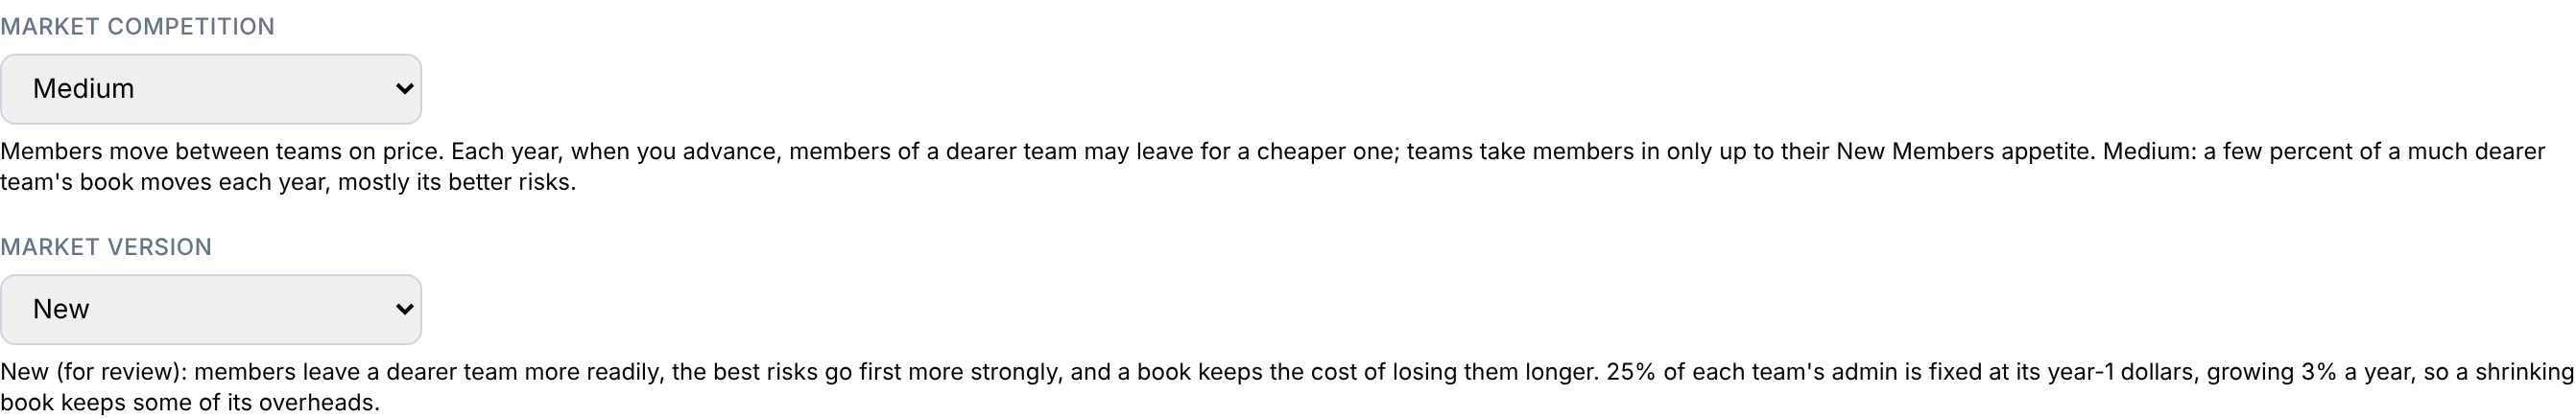 MARKET COMPETITION
Medium
Members move between teams on price. Each year, when you advance, members of a dearer team may leave for a cheaper one; teams take members in only up to their New Members appetite. Medium: a few percent of a much dearer
team's book moves each year, mostly its better risks.
MARKET VERSION
New
New (for review): members leave a dearer team more readily, the best risks go first more strongly, and a book keeps the cost of losing them longer. 25% of each team's admin is fixed at its year-1 dollars, growing 3% a year, so a shrinking
book keeps some of its overheads.